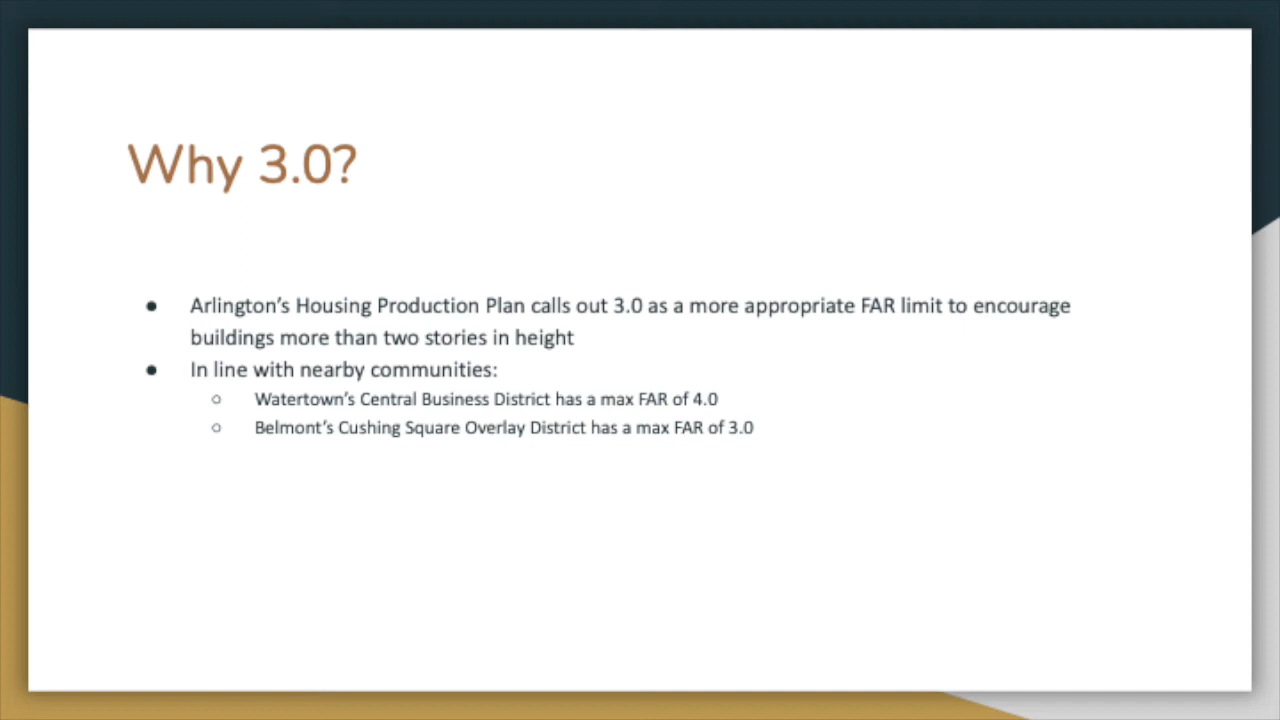 Why 3.0?
● Arlington’s Housing Production Plan calls out 3.0 as a more appropriate FAR limit to encourage
buildings more than two stories in height
● In line with nearby communities:
○ Watertown’s Central Business District has a max FAR of 4.0
○ Belmont’s Cushing Square Overlay District has a max FAR of 3.0